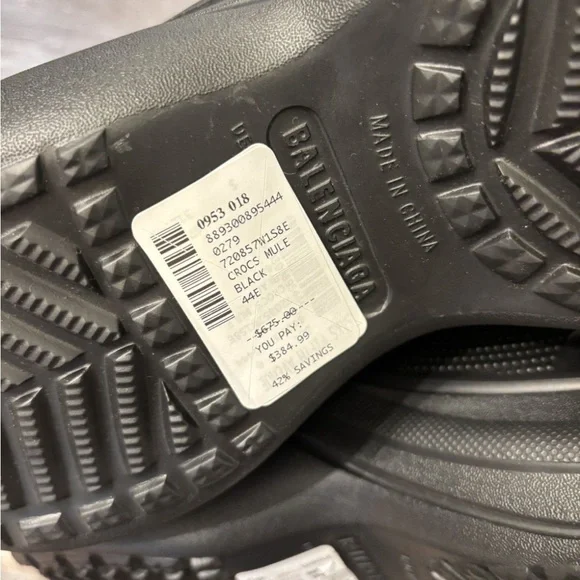 BALENCIAGA
MADE IN CHINA
0953 018
889300895444
0279
720857W1S8E
CROCS MULE
BLACK
44E
$675.00
YOU PAY:
$384.99
42% SAVINGS